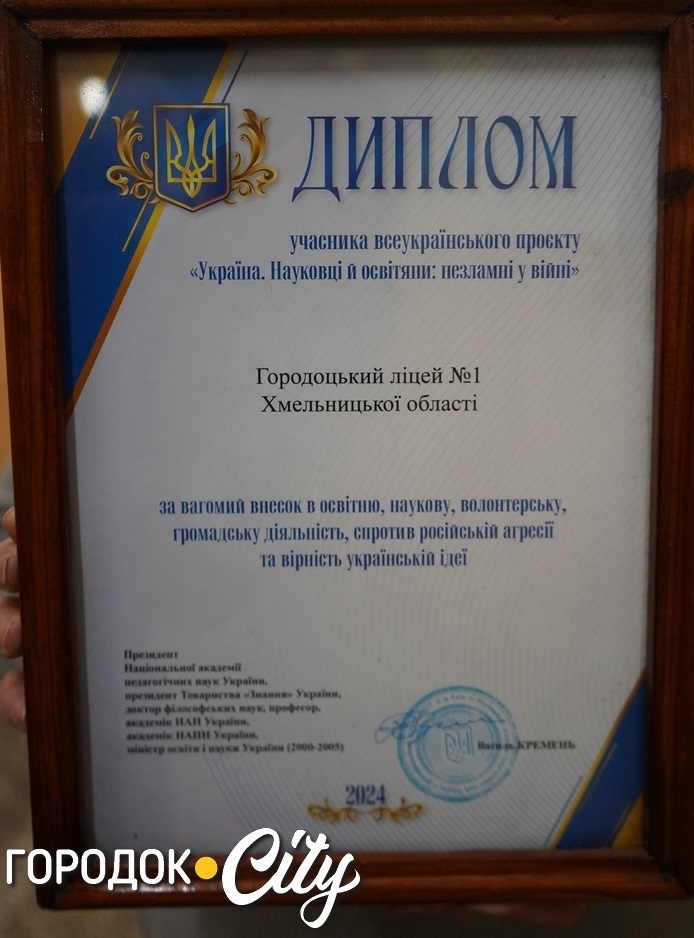 ДИПЛОМ
учасника всеукраїнського проєкту
«Україна. Науковці й освітяни: незламні у війні»
Городоцький ліцей №1
Хмельницької області
за вагомий внесок в освітню, наукову, волонтерську,
громадську діяльність, спротив російській агресії
та вірність українській ідеї
Президент
Національної академії
педагогічних наук України,
президент Товариства «Знання» України,
доктор філософських наук, професор,
академік НАН України,
академік НАПН України,
міністр освіти і науки України (2000-2005)
Василь КРЕМЕНЬ
2024
ГОРОДОК City